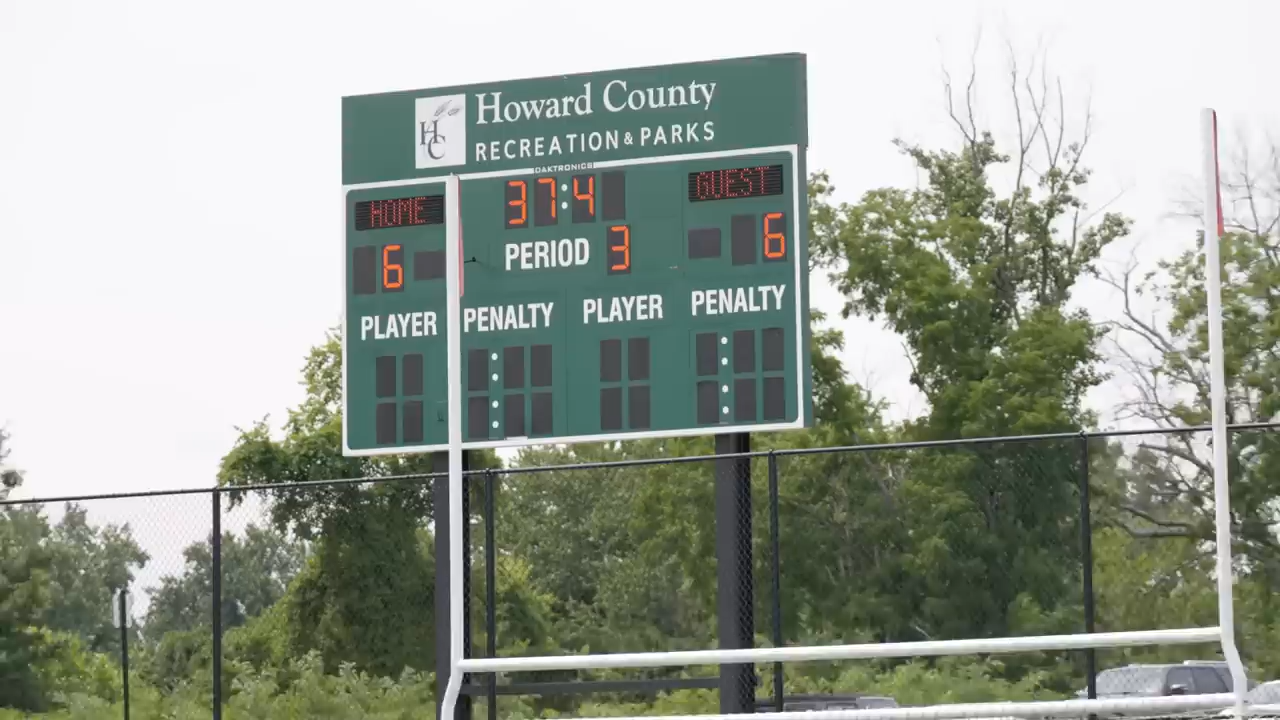 Howard County
HC
RECREATION & PARKS
DAKTRONICS
HOME 37:4 GUEST
6 PERIOD 3 6
PLAYER PENALTY PLAYER PENALTY